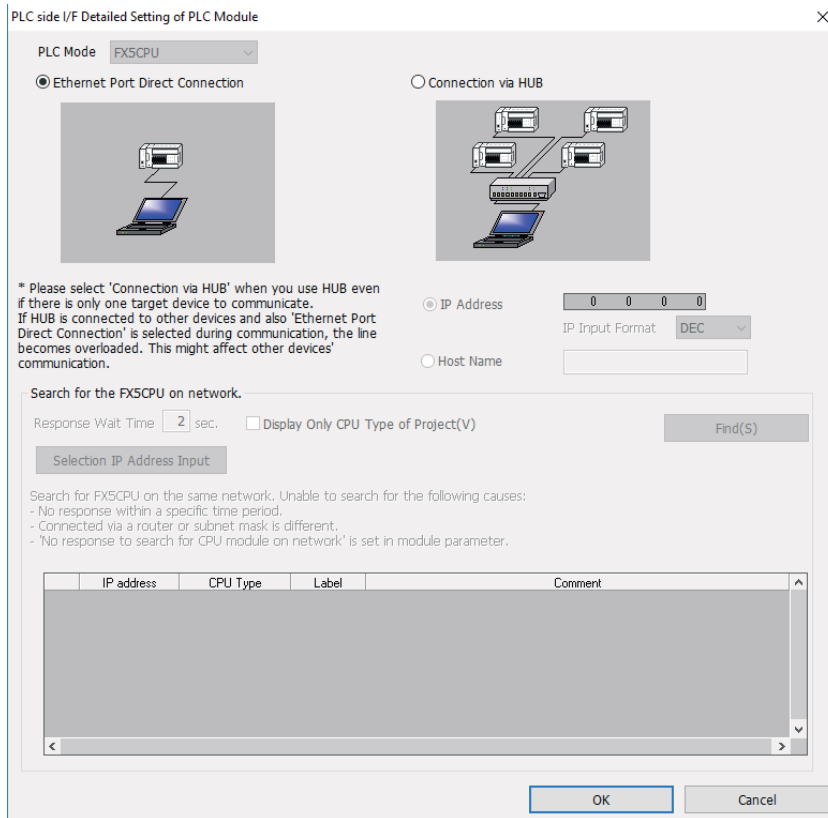 PLC side I/F Detailed Setting of PLC Module
PLC Mode FX5CPU
Ethernet Port Direct Connection
Connection via HUB
* Please select 'Connection via HUB' when you use HUB even
if there is only one target device to communicate.
If HUB is connected to other devices and also 'Ethernet Port
Direct Connection' is selected during communication, the line
becomes overloaded. This might affect other devices'
communication.
IP Address 0 0 0 0
IP Input Format DEC
Host Name
Search for the FX5CPU on network.
Response Wait Time 2 sec. Display Only CPU Type of Project(V) Find(S)
Selection IP Address Input
Search for FX5CPU on the same network. Unable to search for the following causes:
- No response within a specific time period.
- Connected via a router or subnet mask is different.
- 'No response to search for CPU module on network' is set in module parameter.
IP address CPU Type Label Comment
OK Cancel